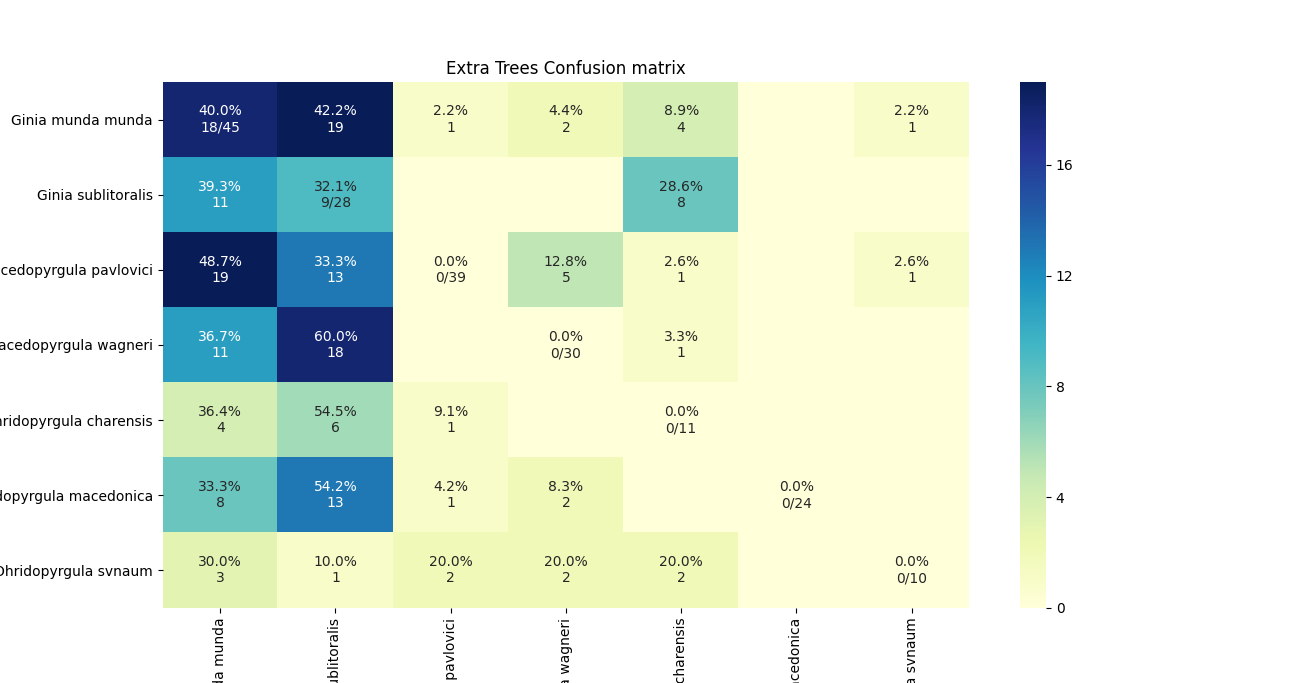 Extra Trees Confusion matrix
Ginia munda munda
40.0% 42.2% 2.2% 4.4% 8.9% 2.2%
18/45 19 1 2 4 1
Ginia sublitoralis
39.3% 32.1% 28.6%
11 9/28 8
cedopyrgula pavlovici
48.7% 33.3% 0.0% 12.8% 2.6% 2.6%
19 13 0/39 5 1 1
acedopyrgula wagneri
36.7% 60.0% 0.0% 3.3%
11 18 0/30 1
hridopyrgula charensis
36.4% 54.5% 9.1% 0.0%
4 6 1 0/11
dopyrgula macedonica
33.3% 54.2% 4.2% 8.3% 0.0%
8 13 1 2 0/24
Ohridopyrgula svnaum
30.0% 10.0% 20.0% 20.0% 20.0% 0.0%
3 1 2 2 2 0/10
da munda
ublitoralis
pavlovici
a wagneri
charensis
cedonica
a svnaum
16
12
8
4
0